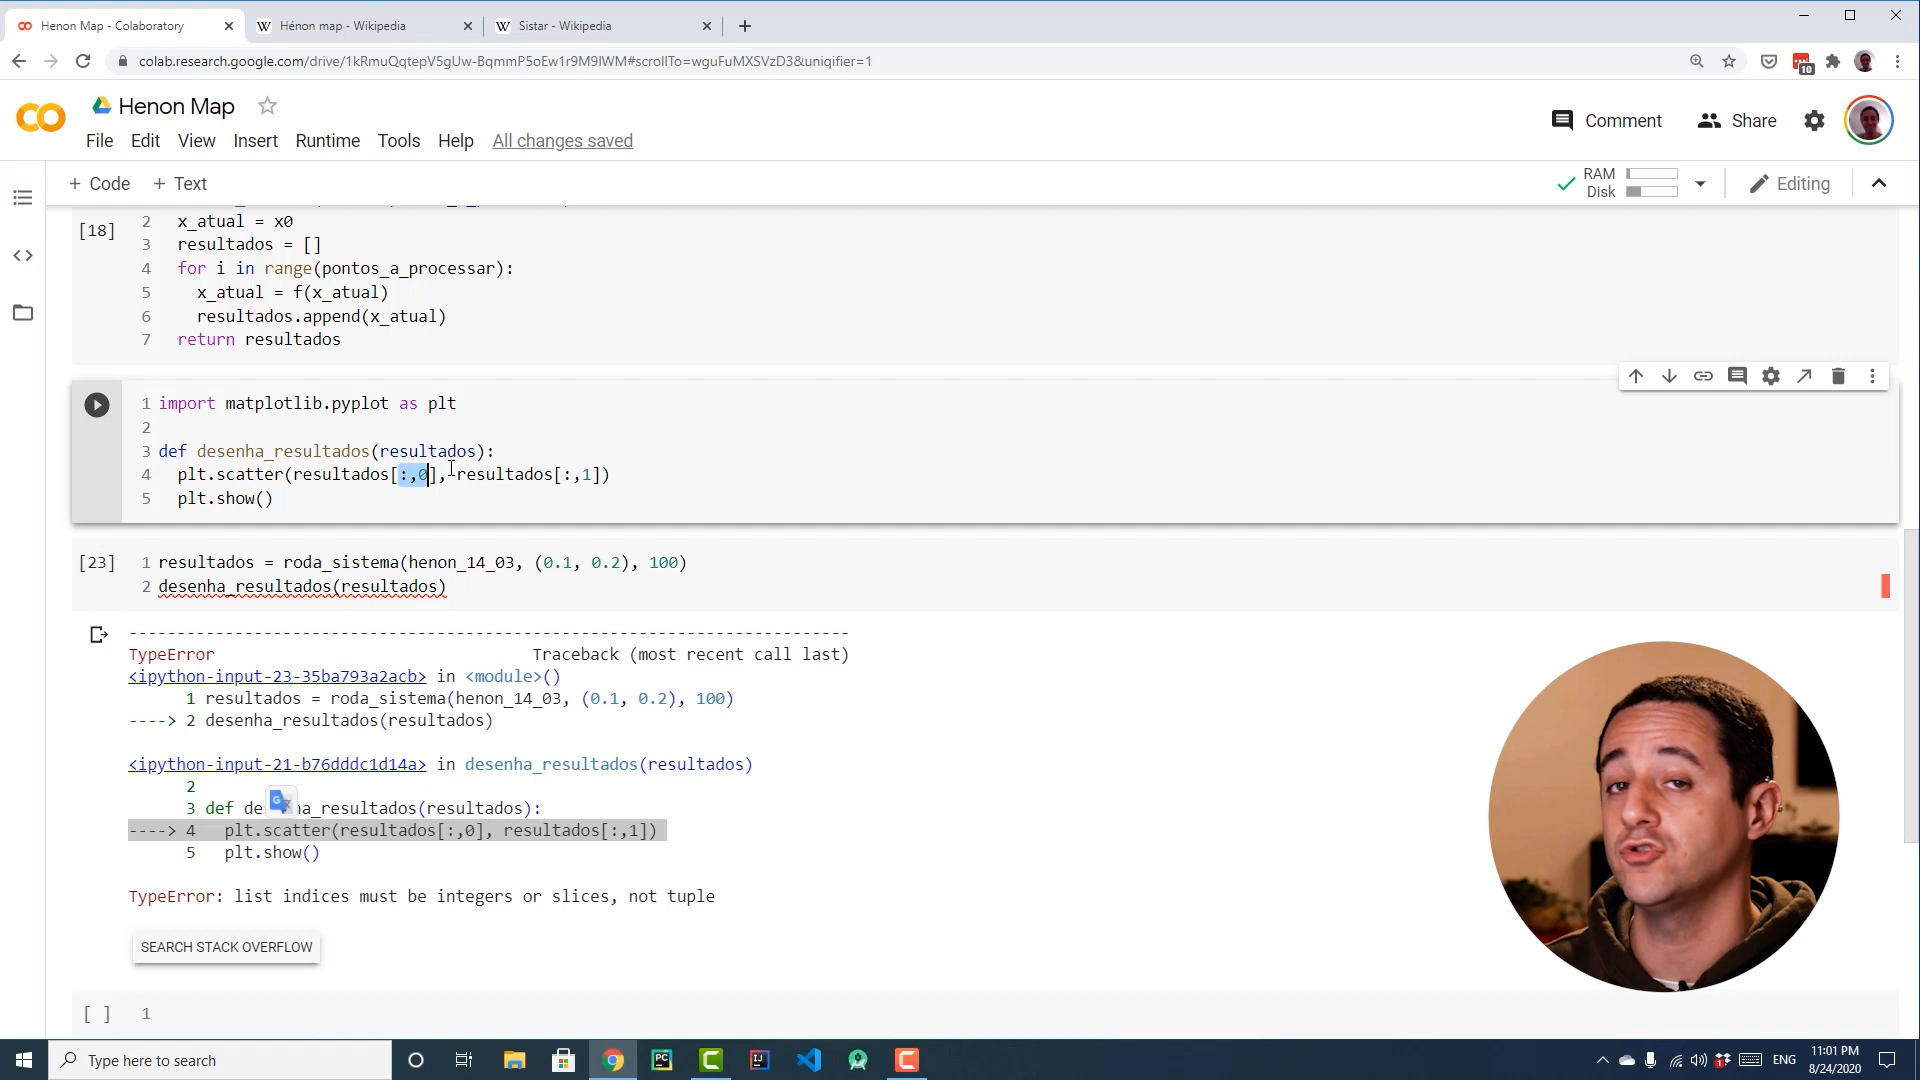 Henon Map - Colaboratory
Hénon map - Wikipedia
Sistar - Wikipedia
colab.research.google.com/drive/1kRmuQqtepV5gUw-BqmmP5oEw1r9M9IWM#scrollTo=wguFuMXSVzD3&uniqifier=1
10
Henon Map
Comment
Share
File Edit View Insert Runtime Tools Help All changes saved
+ Code + Text
RAM
Disk
Editing
[18]
2 x_atual = x0
3 resultados = []
4 for i in range(pontos_a_processar):
5 x_atual = f(x_atual)
6 resultados.append(x_atual)
7 return resultados
1 import matplotlib.pyplot as plt
2
3 def desenha_resultados(resultados):
4 plt.scatter(resultados[:,0], resultados[:,1])
5 plt.show()
[23] 1 resultados = roda_sistema(henon_14_03, (0.1, 0.2), 100)
2 desenha_resultados(resultados)
---------------------------------------------------------------------------
TypeError Traceback (most recent call last)
<ipython-input-23-35ba793a2acb> in <module>()
1 resultados = roda_sistema(henon_14_03, (0.1, 0.2), 100)
----> 2 desenha_resultados(resultados)
<ipython-input-21-b76dddc1d14a> in desenha_resultados(resultados)
2
3 def de ha_resultados(resultados):
----> 4 plt.scatter(resultados[:,0], resultados[:,1])
5 plt.show()
TypeError: list indices must be integers or slices, not tuple
SEARCH STACK OVERFLOW
[ ] 1
Type here to search
ENG
11:01 PM
8/24/2020